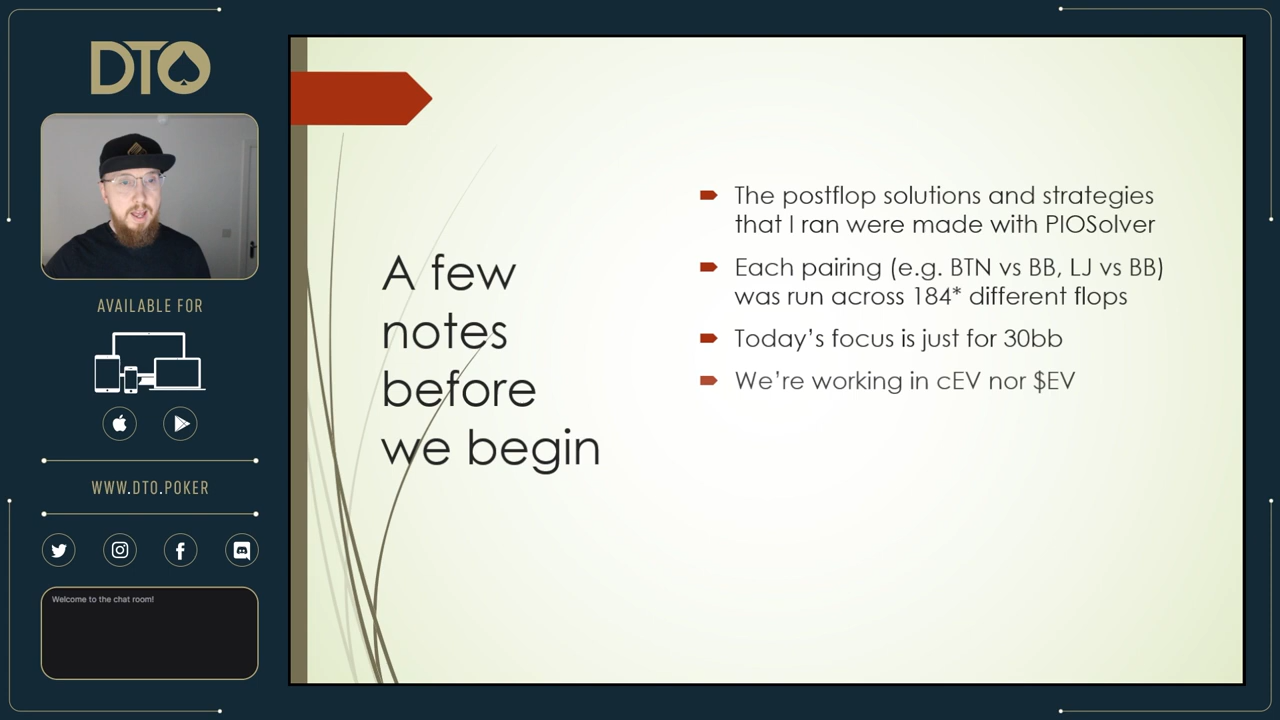 DTO
AVAILABLE FOR
WWW.DTO.POKER
Welcome to the chat room!
A few
notes
before
we begin
The postflop solutions and strategies
that I ran were made with PIOSolver
Each pairing (e.g. BTN vs BB, LJ vs BB)
was run across 184* different flops
Today's focus is just for 30bb
We're working in cEV nor $EV